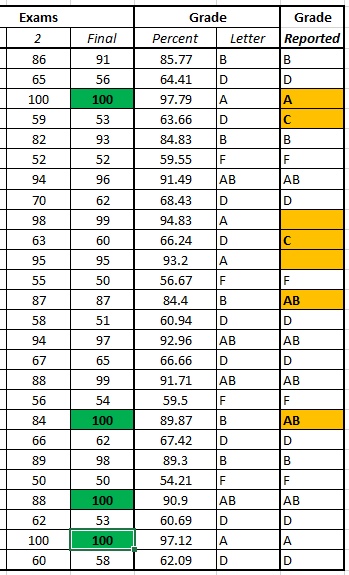 Exams Grade Grade
2 Final Percent Letter Reported
86 91 85.77 B B
65 56 64.41 D D
100 100 97.79 A A
59 53 63.66 D C
82 93 84.83 B B
52 52 59.55 F F
94 96 91.49 AB AB
70 62 68.43 D D
98 99 94.83 A
63 60 66.24 D C
95 95 93.2 A
55 50 56.67 F F
87 87 84.4 B AB
58 51 60.94 D D
94 97 92.96 AB AB
67 65 66.66 D D
88 99 91.71 AB AB
56 54 59.5 F F
84 100 89.87 B AB
66 62 67.42 D D
89 98 89.3 B B
50 50 54.21 F F
88 100 90.9 AB AB
62 53 60.69 D D
100 100 97.12 A A
60 58 62.09 D D